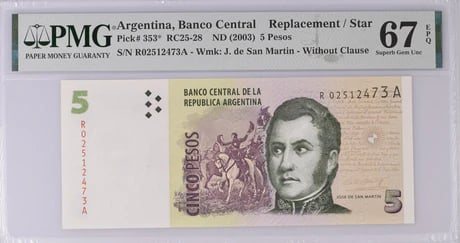 PMG
PAPER MONEY GUARANTY
Argentina, Banco Central Replacement / Star
Pick# 353* RC25-28 ND (2003) 5 Pesos
S/N R02512473A - Wmk: J. de San Martin - Without Clause
67 EPQ
Superb Gem Unc
5
BANCO CENTRAL DE LA
REPUBLICA ARGENTINA
R 02512473 A
R02512473A
CINCO PESOS
JOSE DE SAN MARTIN
5